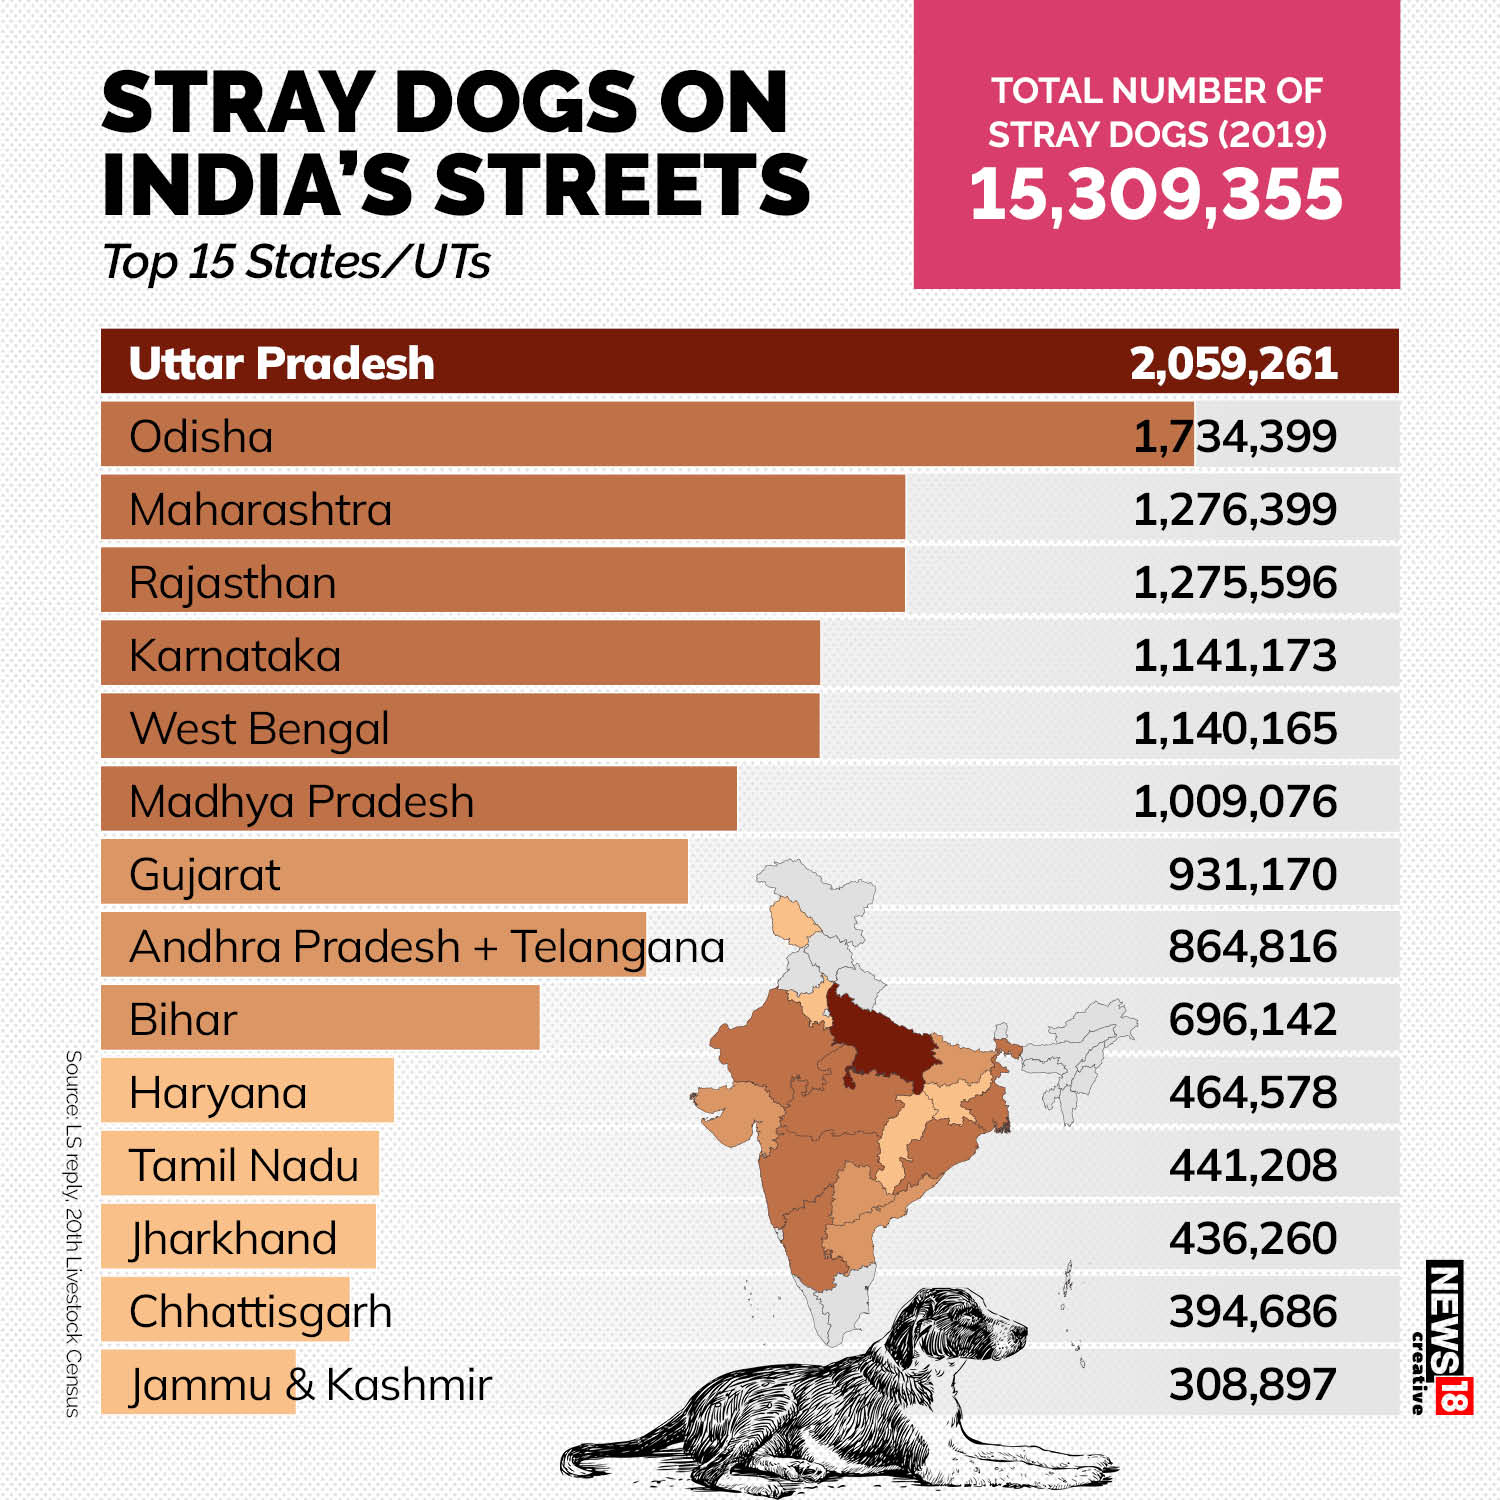 STRAY DOGS ON
INDIA'S STREETS
Top 15 States/UTs
TOTAL NUMBER OF
STRAY DOGS (2019)
15,309,355
Uttar Pradesh 2,059,261
Odisha 1,734,399
Maharashtra 1,276,399
Rajasthan 1,275,596
Karnataka 1,141,173
West Bengal 1,140,165
Madhya Pradesh 1,009,076
Gujarat 931,170
Andhra Pradesh + Telangana 864,816
Bihar 696,142
Haryana 464,578
Tamil Nadu 441,208
Jharkhand 436,260
Chhattisgarh 394,686
Jammu & Kashmir 308,897
Source: LS reply, 20th Livestock Census
NEWS18
creative